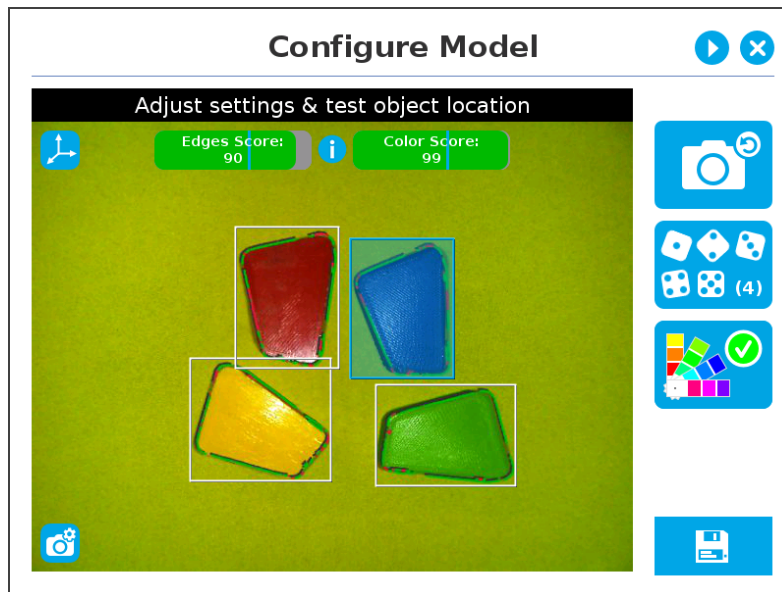 Configure Model
Adjust settings & test object location
Edges Score:
90
i
Color Score:
99
(4)